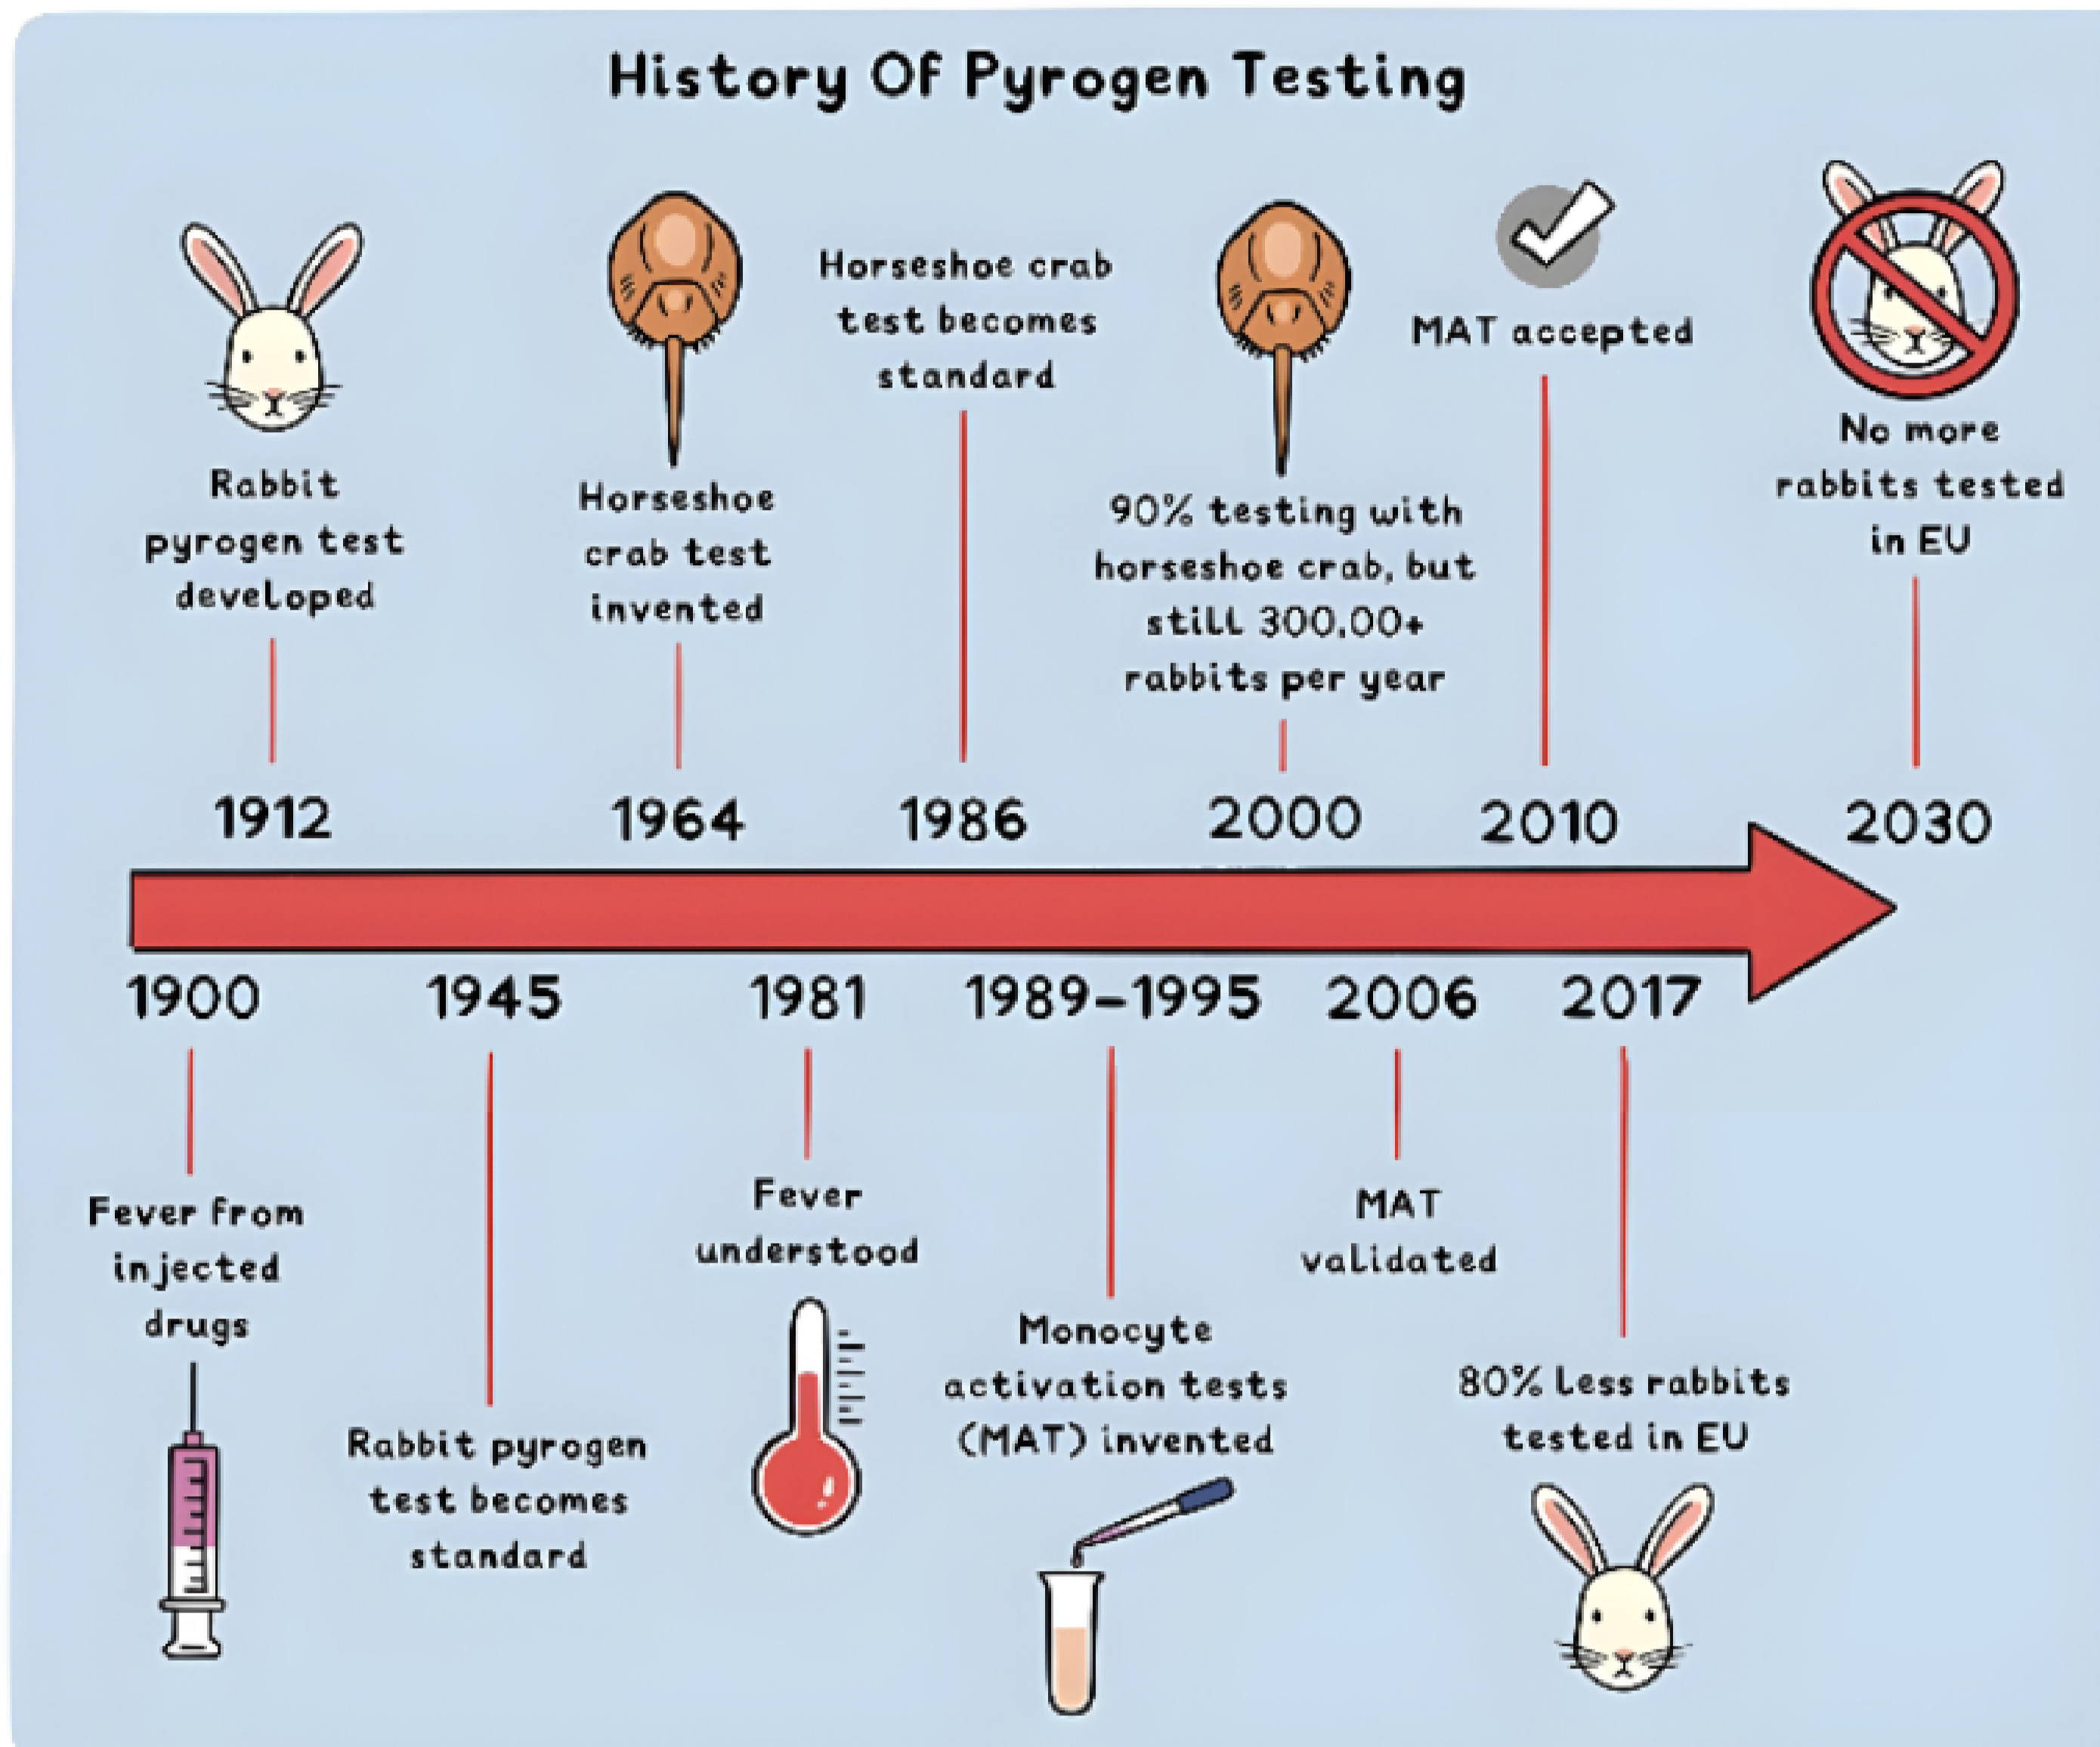 History Of Pyrogen Testing
Rabbit
pyrogen test
developed
Horseshoe
crab test
invented
Horseshoe crab
test becomes
standard
90% testing with
horseshoe crab, but
still 300,00+
rabbits per year
MAT accepted
No more
rabbits tested
in EU
1912
1964
1986
2000
2010
2030
1900
1945
1981
1989–1995
2006
2017
Fever from
injected
drugs
Rabbit pyrogen
test becomes
standard
Fever
understood
Monocyte
activation tests
(MAT) invented
MAT
validated
80% Less rabbits
tested in EU